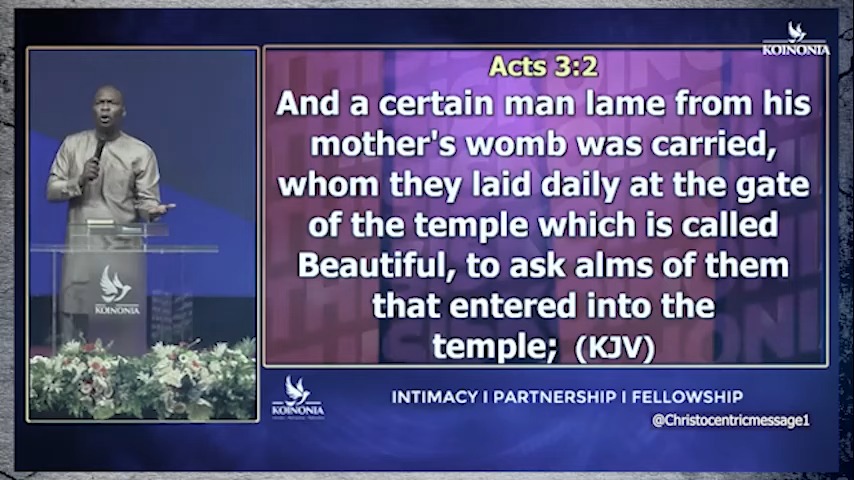 KOINONIA
Acts 3:2
And a certain man lame from his
mother's womb was carried,
whom they laid daily at the gate
of the temple which is called
Beautiful, to ask alms of them
that entered into the
temple; (KJV)
KOINONIA
KOINONIA
INTIMACY I PARTNERSHIP I FELLOWSHIP
@Christocentricmessage1